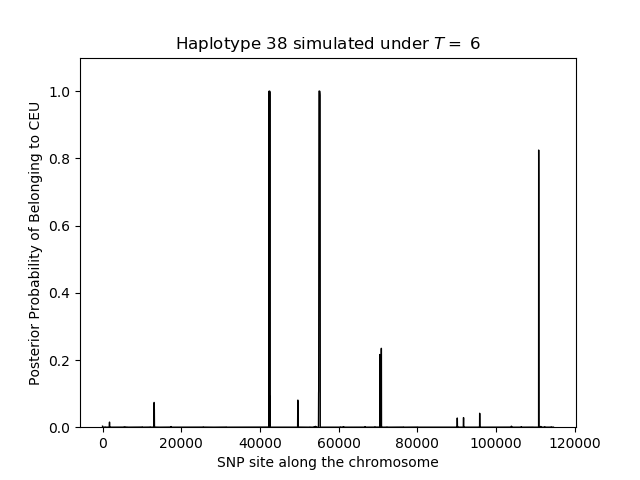 Haplotype 38 simulated under T = 6
Posterior Probability of Belonging to CEU
1.0
0.8
0.6
0.4
0.2
0.0
0 20000 40000 60000 80000 100000 120000
SNP site along the chromosome